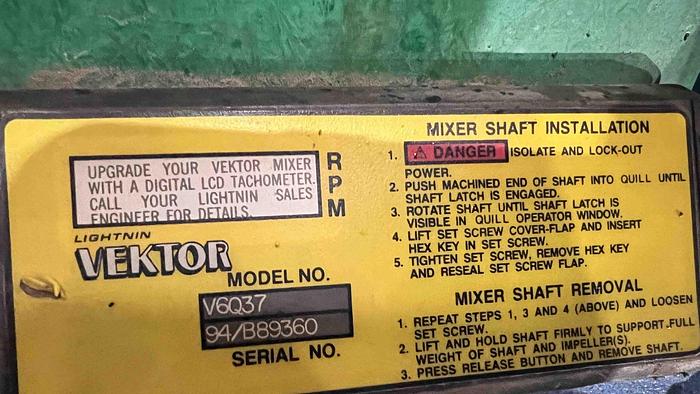 UPGRADE YOUR VEKTOR MIXER
WITH A DIGITAL LCD TACHOMETER.
CALL YOUR LIGHTNIN SALES
ENGINEER FOR DETAILS.
RPM
LIGHTNIN
VEKTOR
MODEL NO.
V6Q37
94/B89360
SERIAL NO.
MIXER SHAFT INSTALLATION
1. ⚠ DANGER ISOLATE AND LOCK-OUT
POWER.
2. PUSH MACHINED END OF SHAFT INTO QUILL UNTIL
SHAFT LATCH IS ENGAGED.
3. ROTATE SHAFT UNTIL SHAFT LATCH IS
VISIBLE IN QUILL OPERATOR WINDOW.
4. LIFT SET SCREW COVER-FLAP AND INSERT
HEX KEY IN SET SCREW.
5. TIGHTEN SET SCREW, REMOVE HEX KEY
AND RESEAL SET SCREW FLAP.
MIXER SHAFT REMOVAL
1. REPEAT STEPS 1, 3 AND 4 (ABOVE) AND LOOSEN
SET SCREW.
2. LIFT AND HOLD SHAFT FIRMLY TO SUPPORT FULL
WEIGHT OF SHAFT AND IMPELLER(S).
3. PRESS RELEASE BUTTON AND REMOVE SHAFT.